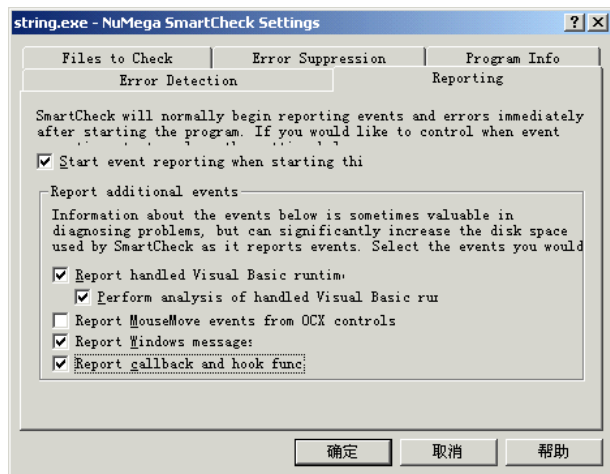 string.exe - NuMega SmartCheck Settings
Files to Check
Error Suppression
Program Info
Error Detection
Reporting
SmartCheck will normally begin reporting events and errors immediately
after starting the program. If you would like to control when event
Start event reporting when starting thi
Report additional events
Information about the events below is sometimes valuable in
diagnosing problems, but can significantly increase the disk space
used by SmartCheck as it reports events. Select the events you would
Report handled Visual Basic runtim
Perform analysis of handled Visual Basic ru
Report MouseMove events from OCX controls
Report Windows messages
Report callback and hook func
确定
取消
帮助